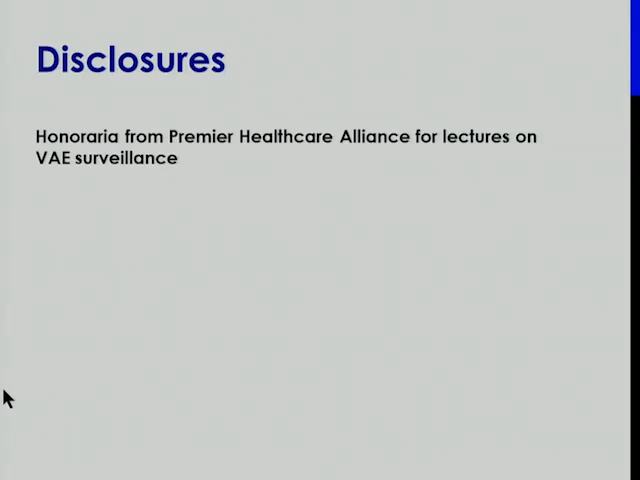 Disclosures
Honoraria from Premier Healthcare Alliance for lectures on
VAE surveillance